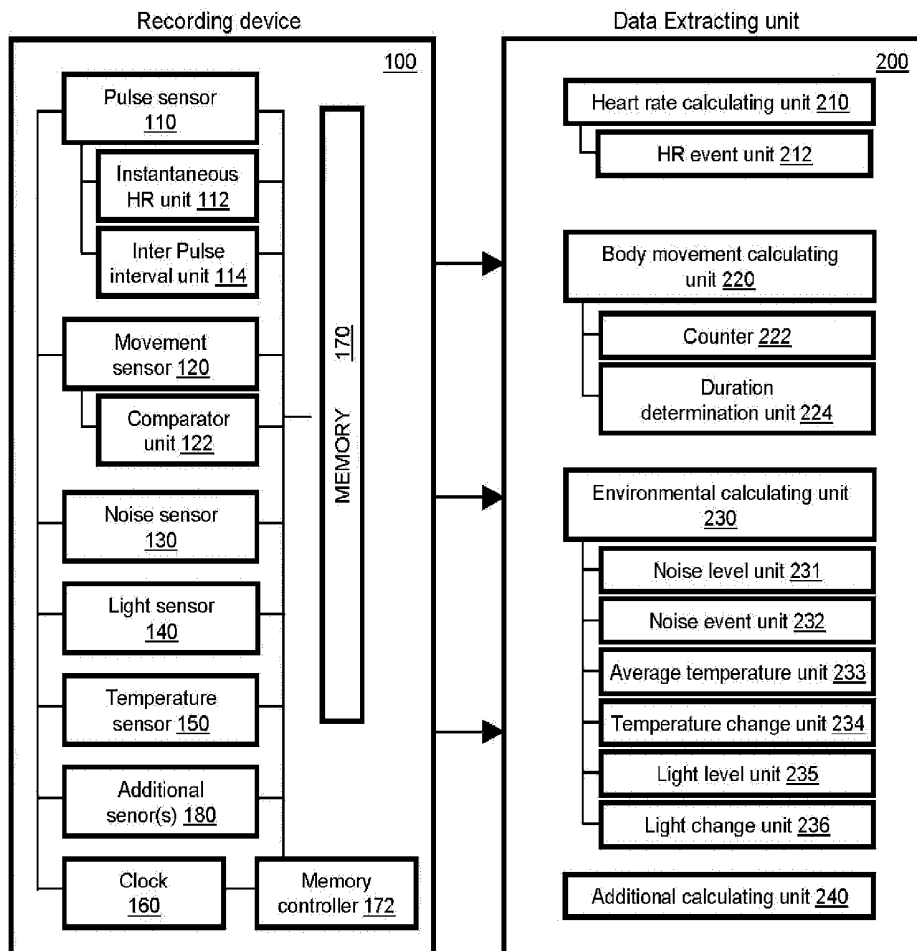 Recording device
100
Pulse sensor
110
Instantaneous
HR unit 112
Inter Pulse
interval unit 114
Movement
sensor 120
Comparator
unit 122
Noise sensor
130
Light sensor
140
Temperature
sensor 150
Additional
senor(s) 180
Clock
160
Memory
controller 172
MEMORY 170
Data Extracting unit
200
Heart rate calculating unit 210
HR event unit 212
Body movement calculating
unit 220
Counter 222
Duration
determination unit 224
Environmental calculating unit
230
Noise level unit 231
Noise event unit 232
Average temperature unit 233
Temperature change unit 234
Light level unit 235
Light change unit 236
Additional calculating unit 240